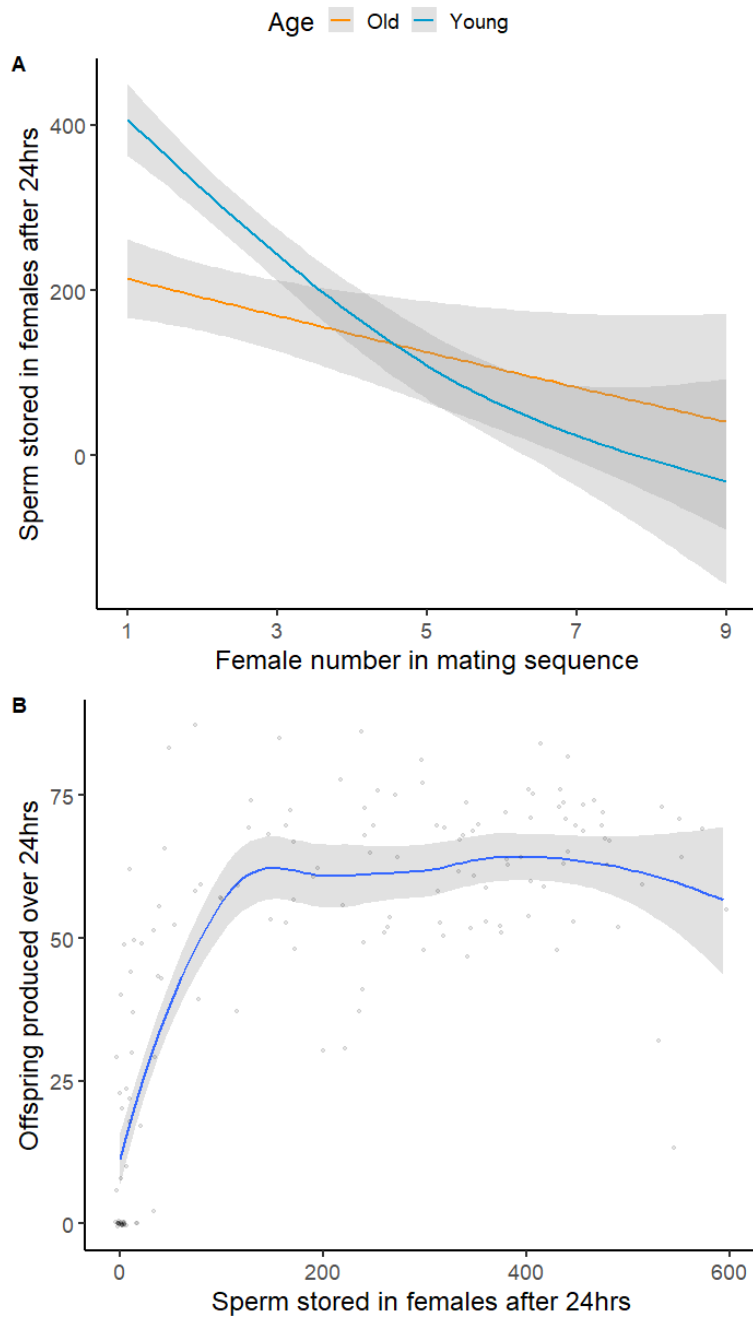 Age Old Young
A
Sperm stored in females after 24hrs
400
200
0
1 3 5 7 9
Female number in mating sequence
B
Offspring produced over 24hrs
75
50
25
0
0 200 400 600
Sperm stored in females after 24hrs